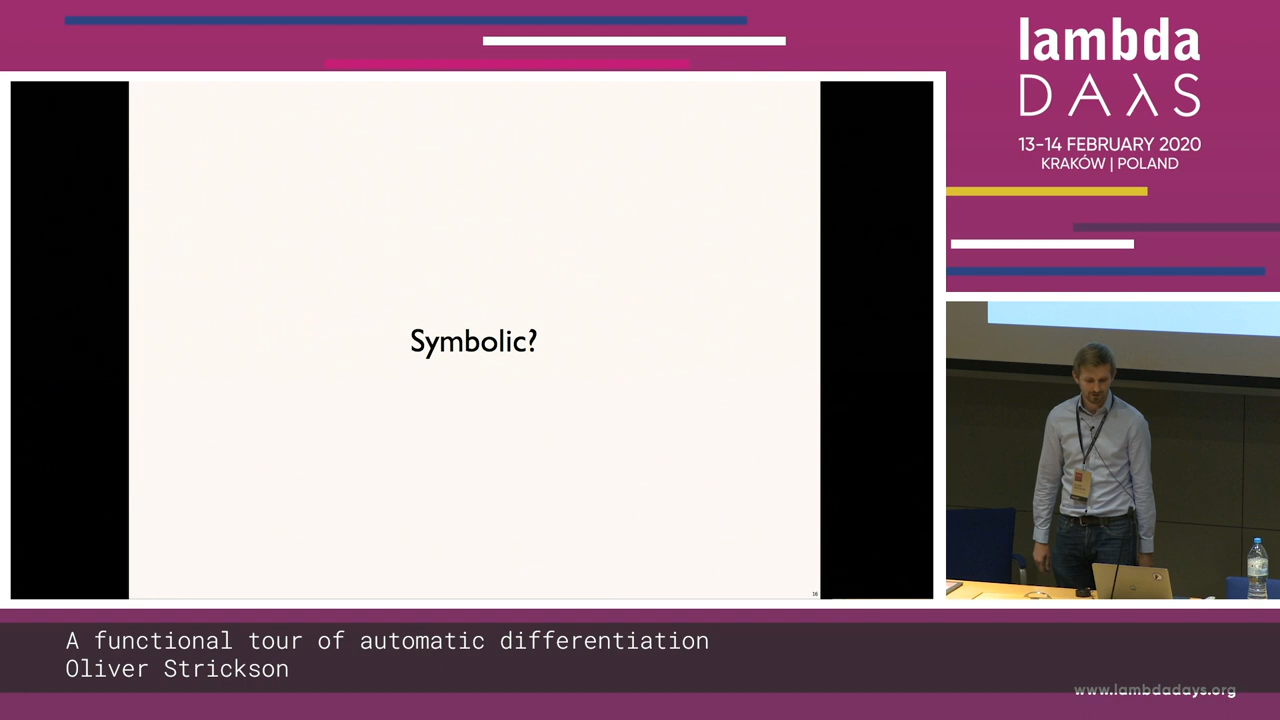 lambda
DAλS
13-14 FEBRUARY 2020
KRAKÓW | POLAND
Symbolic?
16
A functional tour of automatic differentiation
Oliver Strickson
www.lambdadays.org